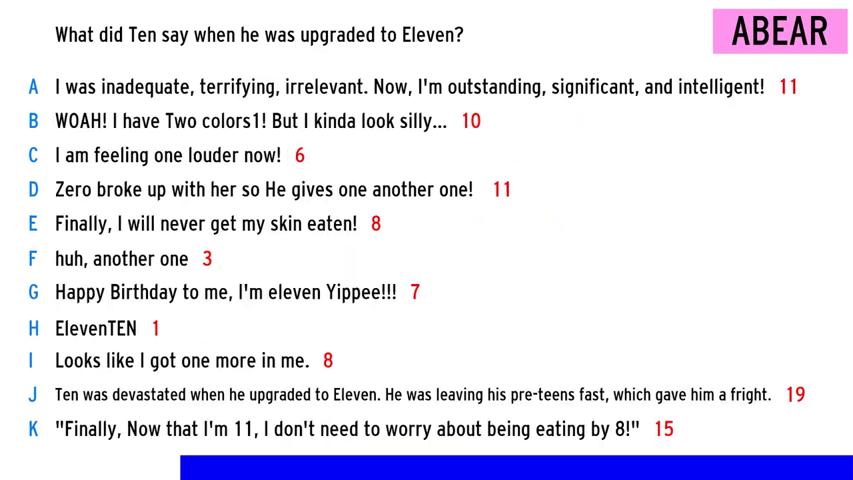 What did Ten say when he was upgraded to Eleven?
ABEAR
A I was inadequate, terrifying, irrelevant. Now, I'm outstanding, significant, and intelligent! 11
B WOAH! I have Two colors1! But I kinda look silly... 10
C I am feeling one louder now! 6
D Zero broke up with her so He gives one another one! 11
E Finally, I will never get my skin eaten! 8
F huh, another one 3
G Happy Birthday to me, I'm eleven Yippee!!! 7
H ElevenTEN 1
I Looks like I got one more in me. 8
J Ten was devastated when he upgraded to Eleven. He was leaving his pre-teens fast, which gave him a fright. 19
K "Finally, Now that I'm 11, I don't need to worry about being eating by 8!" 15